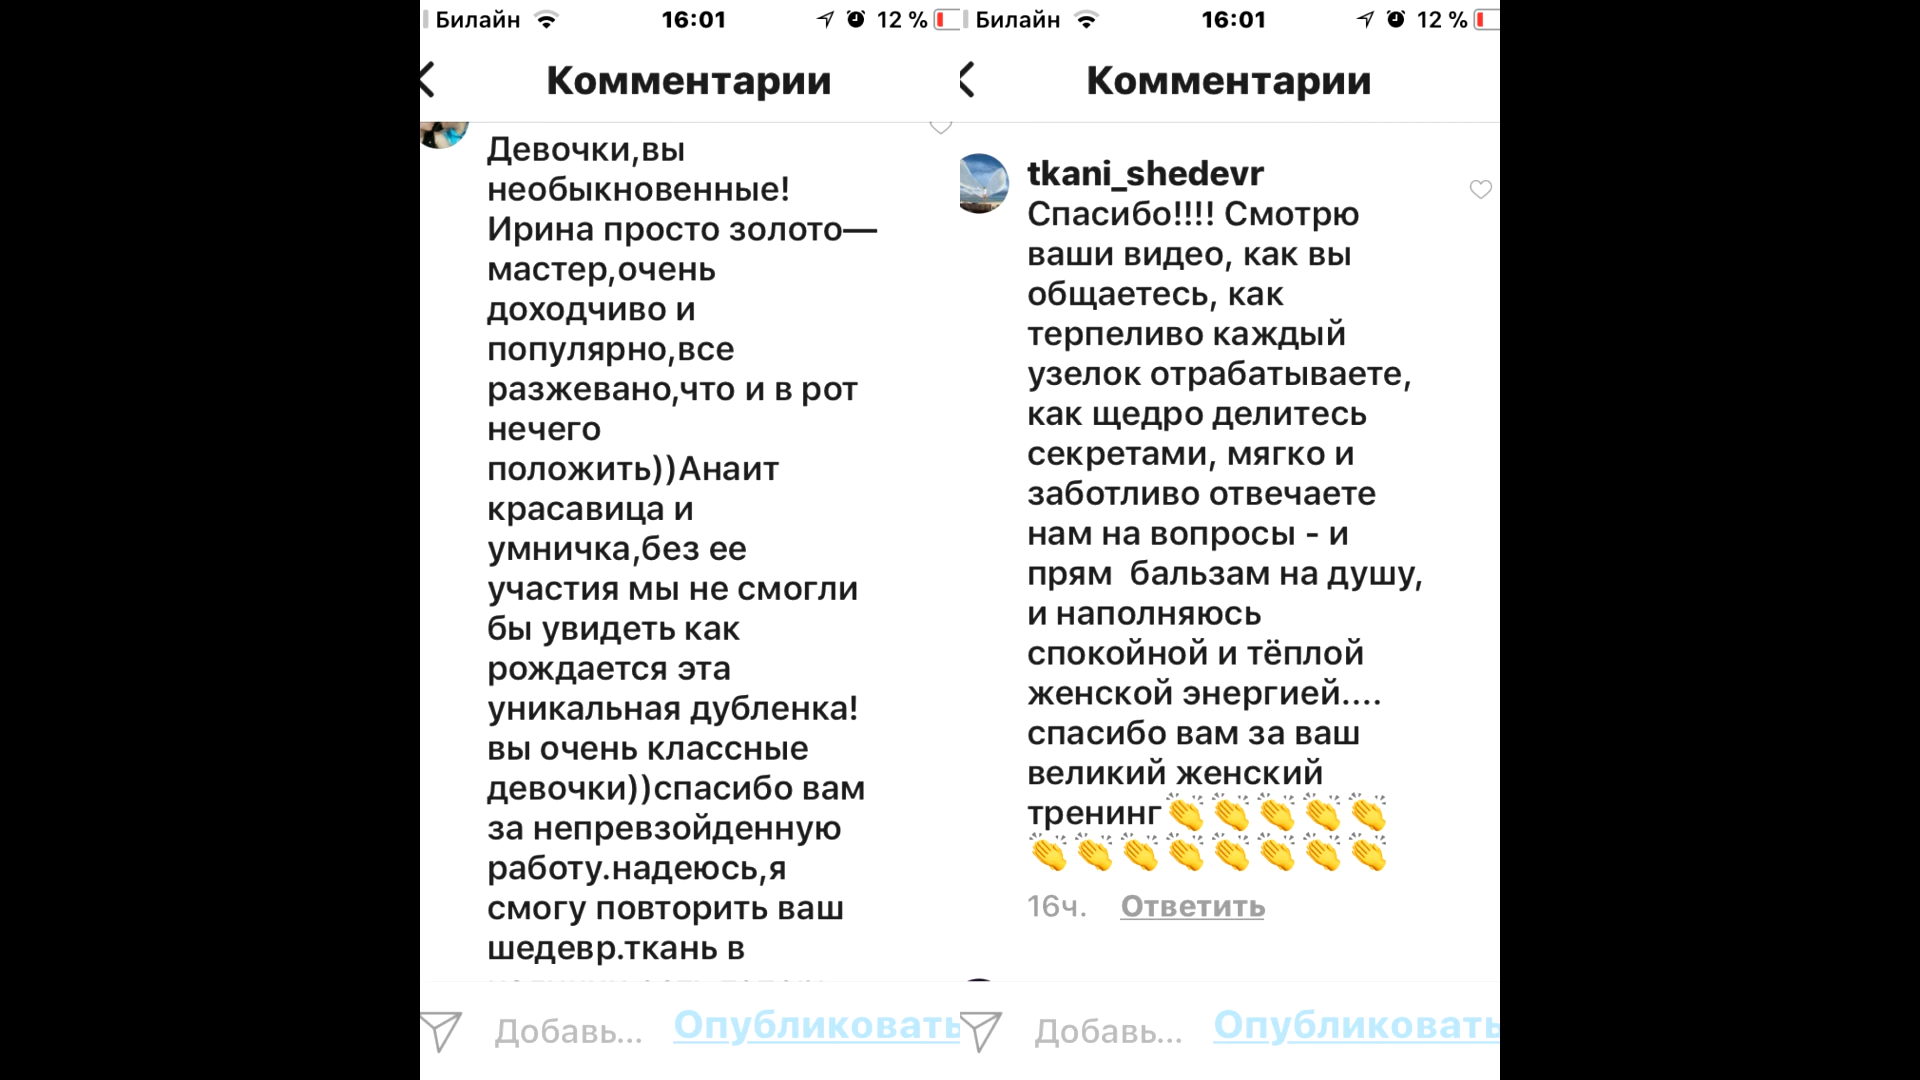 Билайн 16:01 12 %
Комментарии
Девочки,вы
необыкновенные!
Ирина просто золото—
мастер,очень
доходчиво и
популярно,все
разжевано,что и в рот
нечего
положить))Анаит
красавица и
умничка,без ее
участия мы не смогли
бы увидеть как
рождается эта
уникальная дубленка!
вы очень классные
девочки))спасибо вам
за непревзойденную
работу.надеюсь,я
смогу повторить ваш
шедевр.ткань в
Добавь... Опубликовать
Билайн 16:01 12 %
Комментарии
tkani_shedevr
Спасибо!!!! Смотрю
ваши видео, как вы
общаетесь, как
терпеливо каждый
узелок отрабатываете,
как щедро делитесь
секретами, мягко и
заботливо отвечаете
нам на вопросы - и
прям  бальзам на душу,
и наполняюсь
спокойной и тёплой
женской энергией....
спасибо вам за ваш
великий женский
тренинг👏👏👏👏👏
👏👏👏👏👏👏👏👏
16ч. Ответить
Добавь... Опубликовать